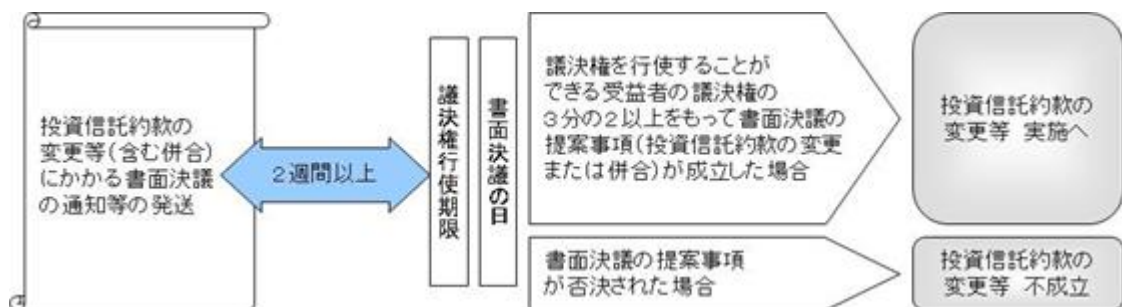 投資信託約款の
変更等(含む併合)
にかかる書面決議
の通知等の発送
2週間以上
議決権行使期限
書面決議の日
議決権を行使することが
できる受益者の議決権の
3分の2以上をもって書面決議の
提案事項(投資信託約款の変更
または併合)が成立した場合
投資信託約款の
変更等 実施へ
書面決議の提案事項
が否決された場合
投資信託約款の
変更等 不成立